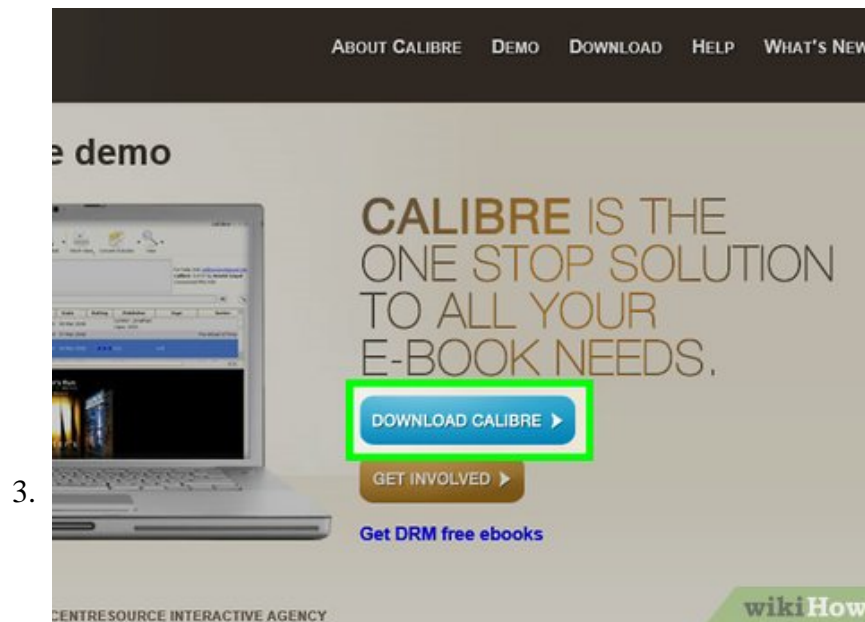 ABOUT CALIBRE DEMO DOWNLOAD HELP WHAT'S NEW
e demo
CALIBRE IS THE
ONE STOP SOLUTION
TO ALL YOUR
E-BOOK NEEDS.
DOWNLOAD CALIBRE
GET INVOLVED
3.
Get DRM free ebooks
CENTRESOURCE INTERACTIVE AGENCY
wikiHow